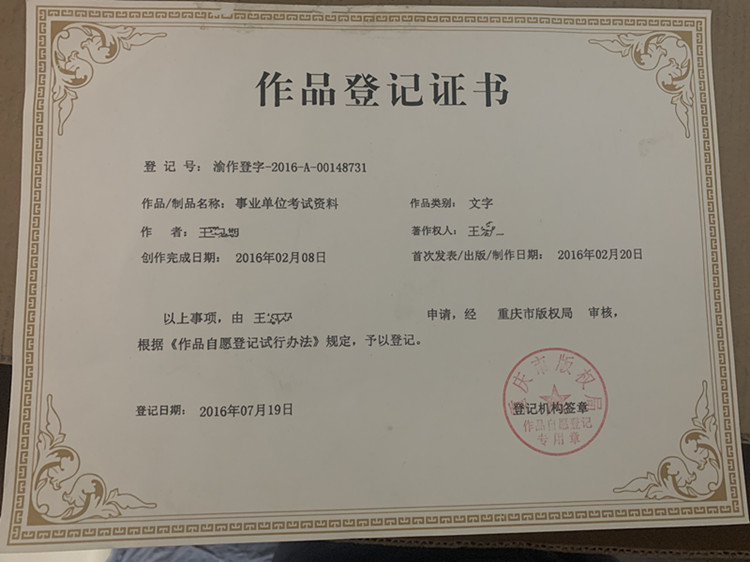 作品登记证书
登 记 号: 渝作登字-2016-A-00148731
作品/制品名称: 事业单位考试资料 作品类别: 文字
作 者: 王 著作权人: 王
创作完成日期: 2016年02月08日 首次发表/出版/制作日期: 2016年02月20日
以上事项, 由 王 申请, 经 重庆市版权局 审核,
根据《作品自愿登记试行办法》规定, 予以登记。
登记日期: 2016年07月19日
重庆市版权局
登记机构签章
作品自愿登记
专用章